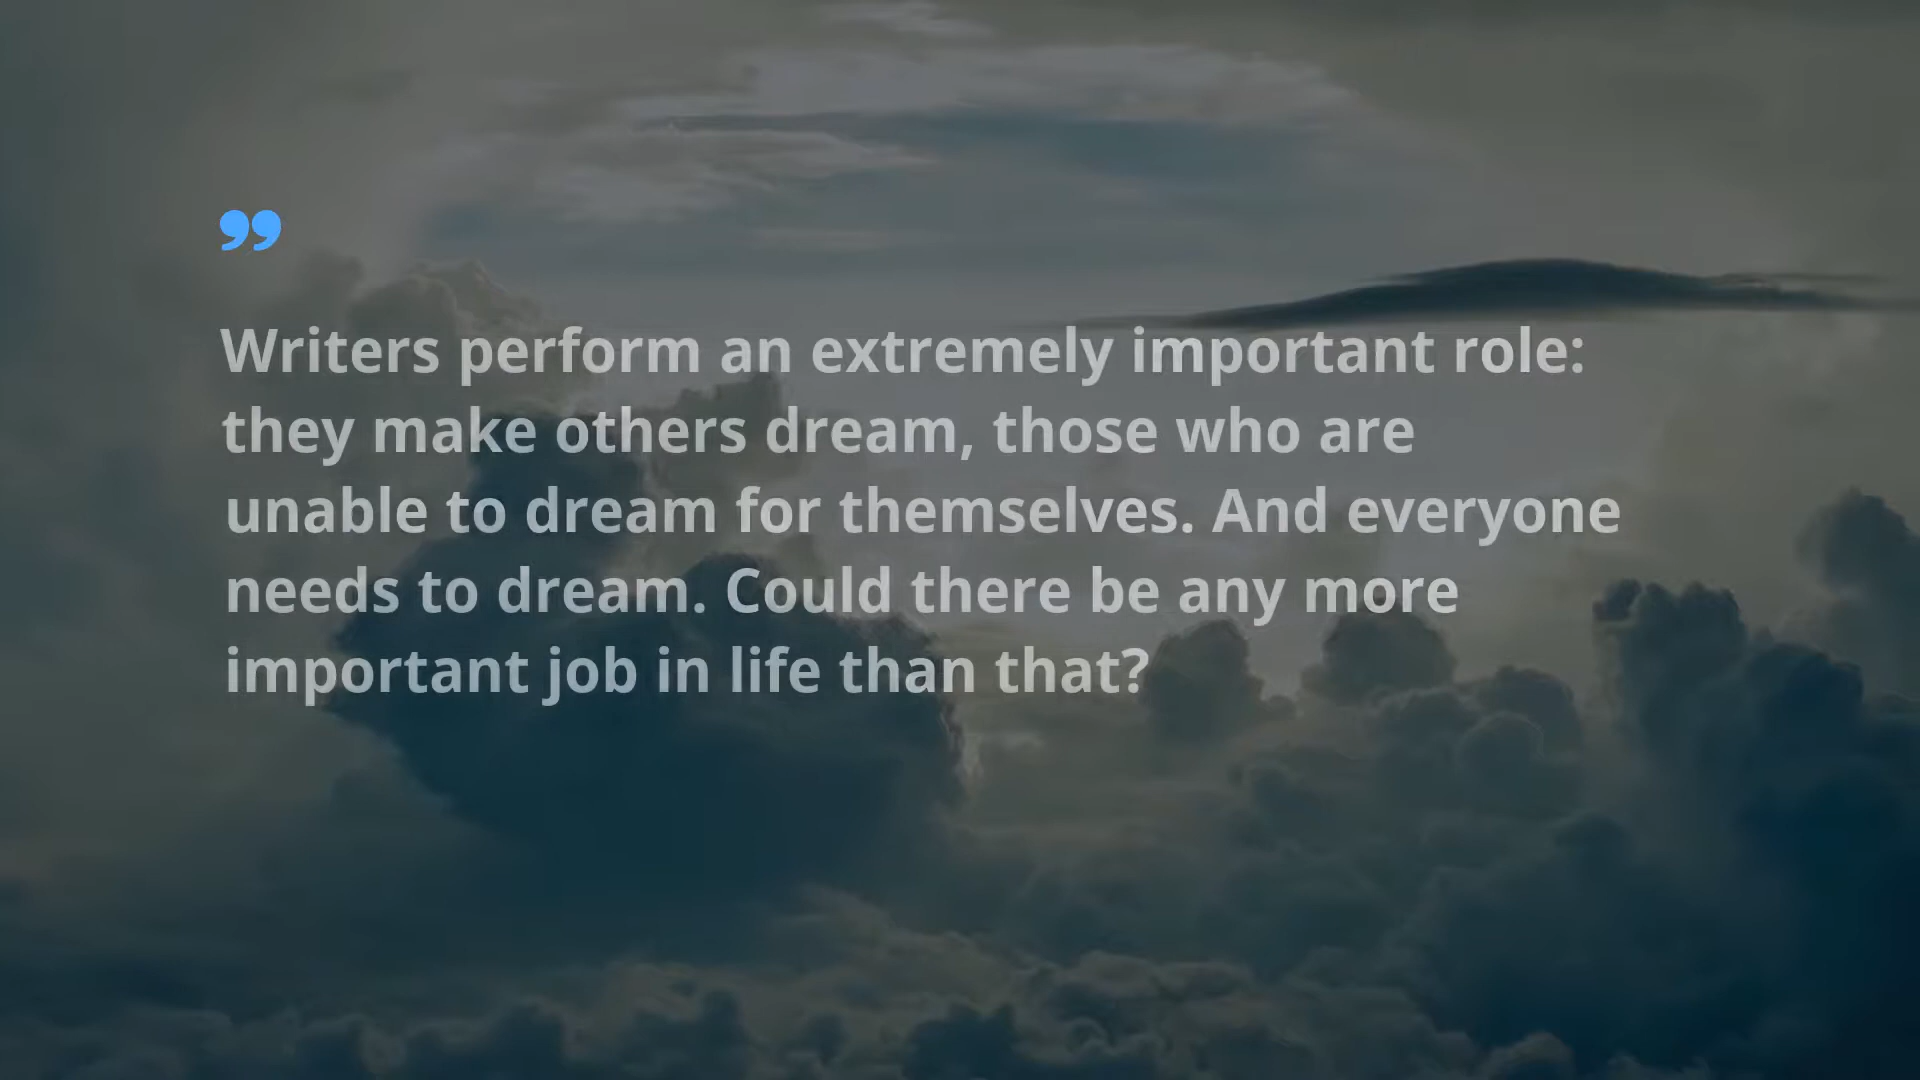 ”
Writers perform an extremely important role:
they make others dream, those who are
unable to dream for themselves. And everyone
needs to dream. Could there be any more
important job in life than that?